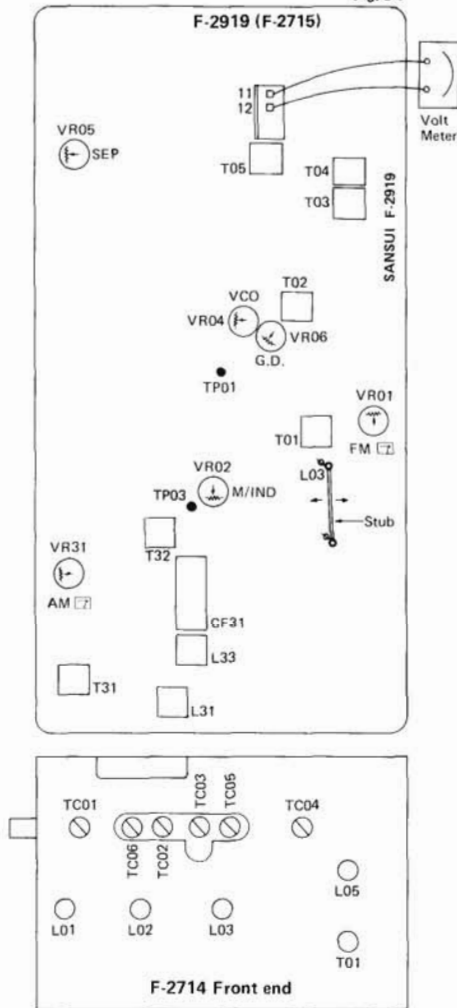 F-2919 (F-2715)
11
12
Volt
Meter
VR05
SEP
T05
T04
T03
SANSUI F-2919
T02
VCO
VR04
VR06
G.D.
TP01
VR01
T01
FM
L03
VR02
TP03
M/IND
Stub
T32
VR31
AM
CF31
L33
T31
L31
TC01
TC03
TC05
TC04
TC06
TC02
L05
L01
L02
L03
T01
F-2714 Front end